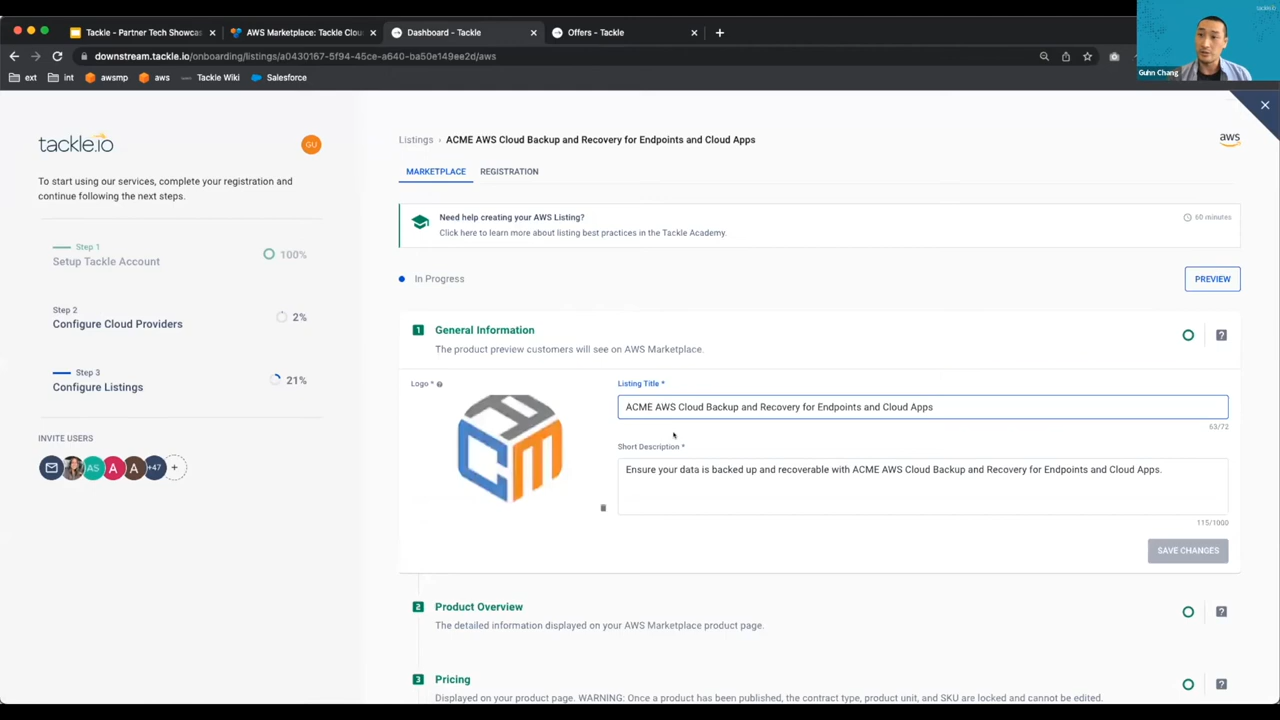 Tackle - Partner Tech Showcas
AWS Marketplace: Tackle Clou
Dashboard - Tackle
Offers - Tackle
tackle.io
downstream.tackle.io/onboarding/listings/a0430167-5f94-45ce-a640-ba50e149ee2d/aws
ext
int
awsmp
aws
Tackle Wiki
Salesforce
Guhn Chang
tackle.io
GU
To start using our services, complete your registration and
continue following the next steps.
Step 1
Setup Tackle Account
100%
Step 2
Configure Cloud Providers
2%
Step 3
Configure Listings
21%
INVITE USERS
AS
A
A
+47
+
Listings › ACME AWS Cloud Backup and Recovery for Endpoints and Cloud Apps
aws
MARKETPLACE
REGISTRATION
Need help creating your AWS Listing?
60 minutes
Click here to learn more about listing best practices in the Tackle Academy.
In Progress
PREVIEW
1
General Information
?
The product preview customers will see on AWS Marketplace.
Logo *
ACM
Listing Title *
ACME AWS Cloud Backup and Recovery for Endpoints and Cloud Apps
63/72
Short Description *
Ensure your data is backed up and recoverable with ACME AWS Cloud Backup and Recovery for Endpoints and Cloud Apps.
115/1000
SAVE CHANGES
2
Product Overview
?
The detailed information displayed on your AWS Marketplace product page.
3
Pricing
?
Displayed on your product page. WARNING: Once a product has been published, the contract type, product unit, and SKU are locked and cannot be edited.